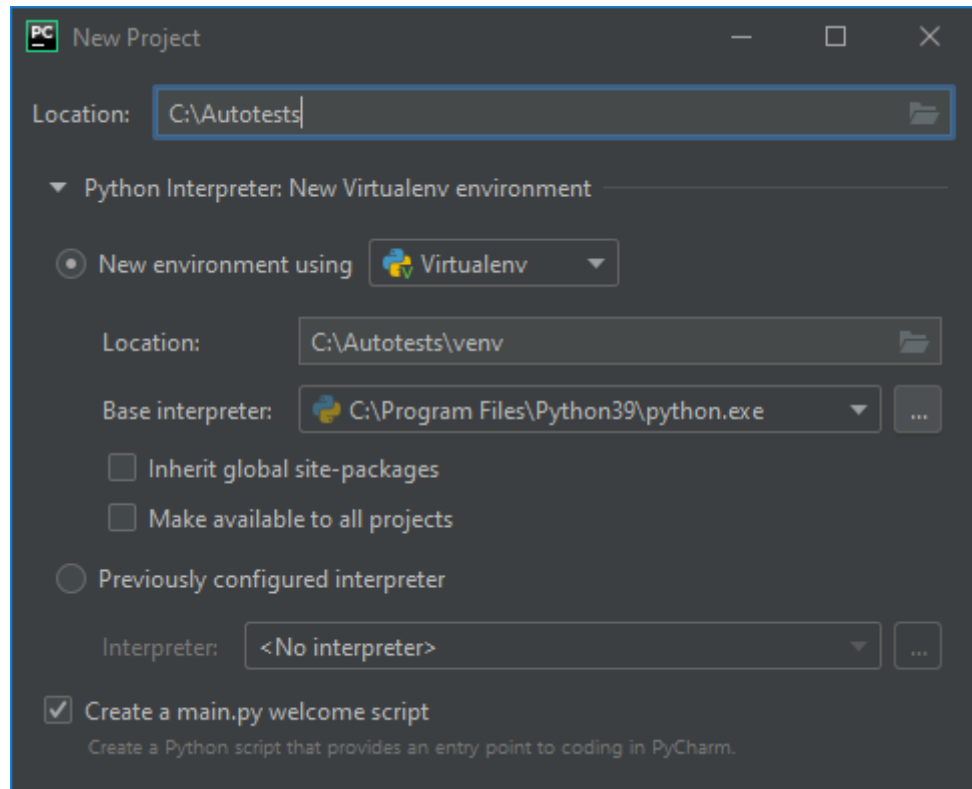 PC New Project
Location: C:\Autotests
Python Interpreter: New Virtualenv environment
New environment using Virtualenv
Location: C:\Autotests\venv
Base interpreter: C:\Program Files\Python39\python.exe ...
Inherit global site-packages
Make available to all projects
Previously configured interpreter
Interpreter: <No interpreter> ...
Create a main.py welcome script
Create a Python script that provides an entry point to coding in PyCharm.